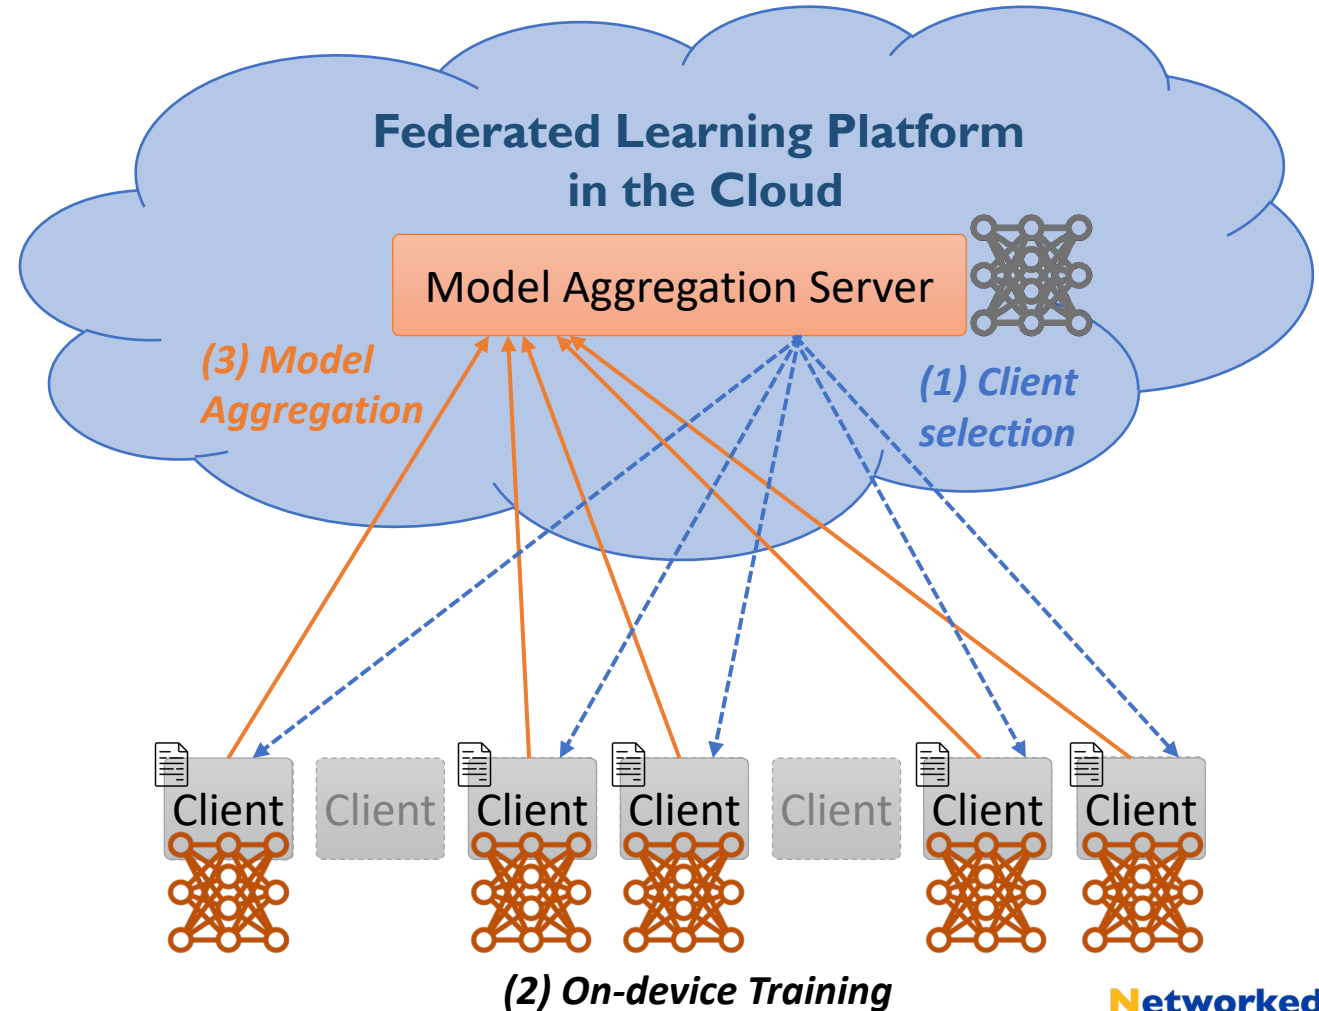 Federated Learning Platform
in the Cloud
Model Aggregation Server
(3) Model
Aggregation
(1) Client
selection
Client Client Client Client Client Client Client
(2) On-device Training
Networked